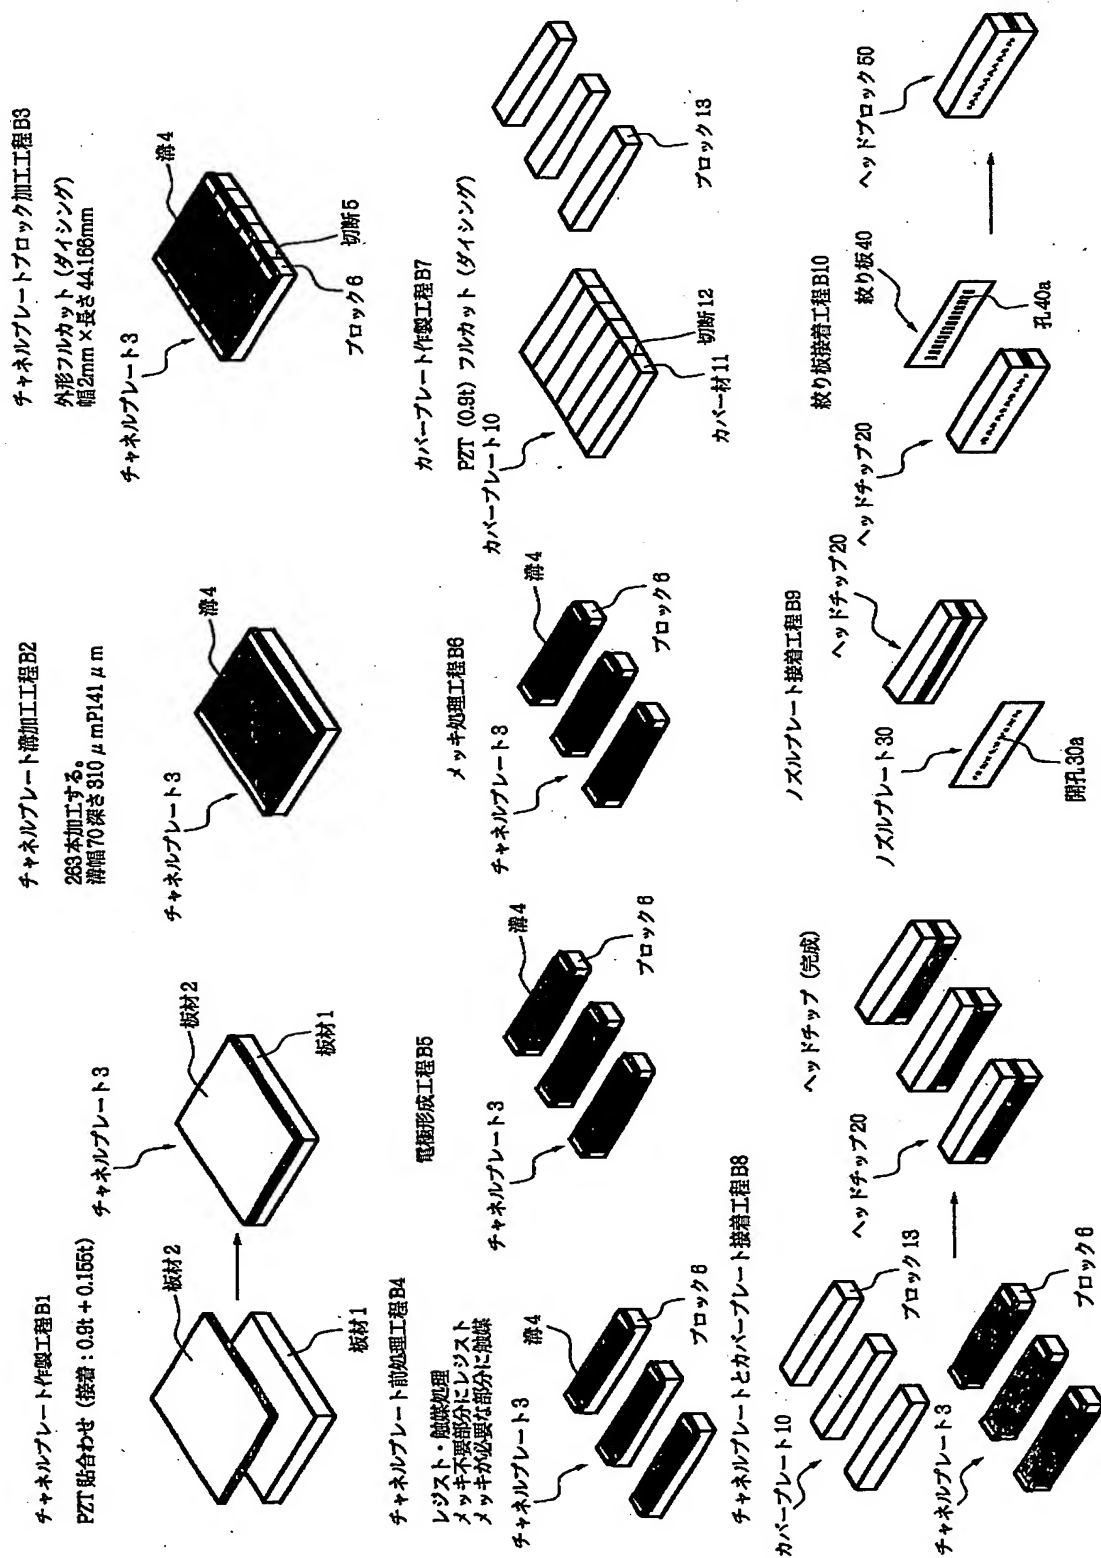 チャネルプレート作製工程B1
PZT 貼合わせ (接着 : 0.9t + 0.155t)
板材2
板材1
チャネルプレート3
板材2
板材1
チャネルプレート溝加工工程B2
263本加工する。
溝幅70 深さ310μmP141μm
チャネルプレート3
溝4
チャネルプレートブロック加工工程B3
外形フルカット (ダイシング)
幅2mm×長さ44.166mm
チャネルプレート3
溝4
切断5
ブロック6
チャネルプレート前処理工程B4
レジスト・触媒処理
メッキ不要部分にレジスト
メッキが必要な部分に触媒
チャネルプレート3
溝4
ブロック6
電極形成工程B5
チャネルプレート3
溝4
ブロック6
メッキ処理工程B6
チャネルプレート3
溝4
ブロック6
カバープレート作製工程B7
PZT (0.9t) フルカット (ダイシング)
カバープレート10
カバー材11
切断12
ブロック13
チャネルプレートとカバープレート接着工程B8
カバープレート10
ブロック13
チャネルプレート3
ブロック6
ヘッドチップ20
ヘッドチップ (完成)
ノズルプレート接着工程B9
ヘッドチップ20
ノズルプレート30
開孔30a
絞り板接着工程B10
ヘッドチップ20
絞り板40
孔40a
ヘッドブロック50